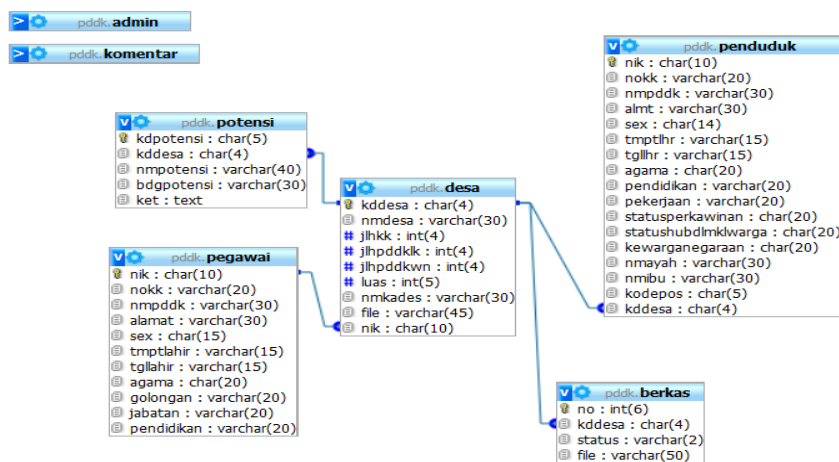 pddk.admin
pddk.komentar
pddk.potensi
kdpotensi : char(5)
kddesa : char(4)
nmpotensi : varchar(40)
bdgpotensi : varchar(30)
ket : text
pddk.pegawai
nik : char(10)
nokk : varchar(20)
nmpddk : varchar(30)
alamat : varchar(30)
sex : char(15)
tmptlahir : varchar(15)
tgllahir : varchar(15)
agama : char(20)
golongan : varchar(20)
jabatan : varchar(20)
pendidikan : varchar(20)
pddk.desa
kddesa : char(4)
nmdesa : varchar(30)
# jlhkk : int(4)
# jlhpddklk : int(4)
# jlhpddkwn : int(4)
# luas : int(5)
nmkades : varchar(30)
file : varchar(45)
nik : char(10)
pddk.penduduk
nik : char(10)
nokk : varchar(20)
nmpddk : varchar(30)
almt : varchar(30)
sex : char(14)
tmptlhr : varchar(15)
tgllhr : varchar(15)
agama : char(20)
pendidikan : varchar(20)
pekerjaan : varchar(20)
statusperkawinan : char(20)
statushubdlmklwarga : char(20)
kewarganegaraan : char(20)
nmayah : varchar(30)
nmibu : varchar(30)
kodepos : char(5)
kddesa : char(4)
pddk.berkas
no : int(6)
kddesa : char(4)
status : varchar(2)
file : varchar(50)